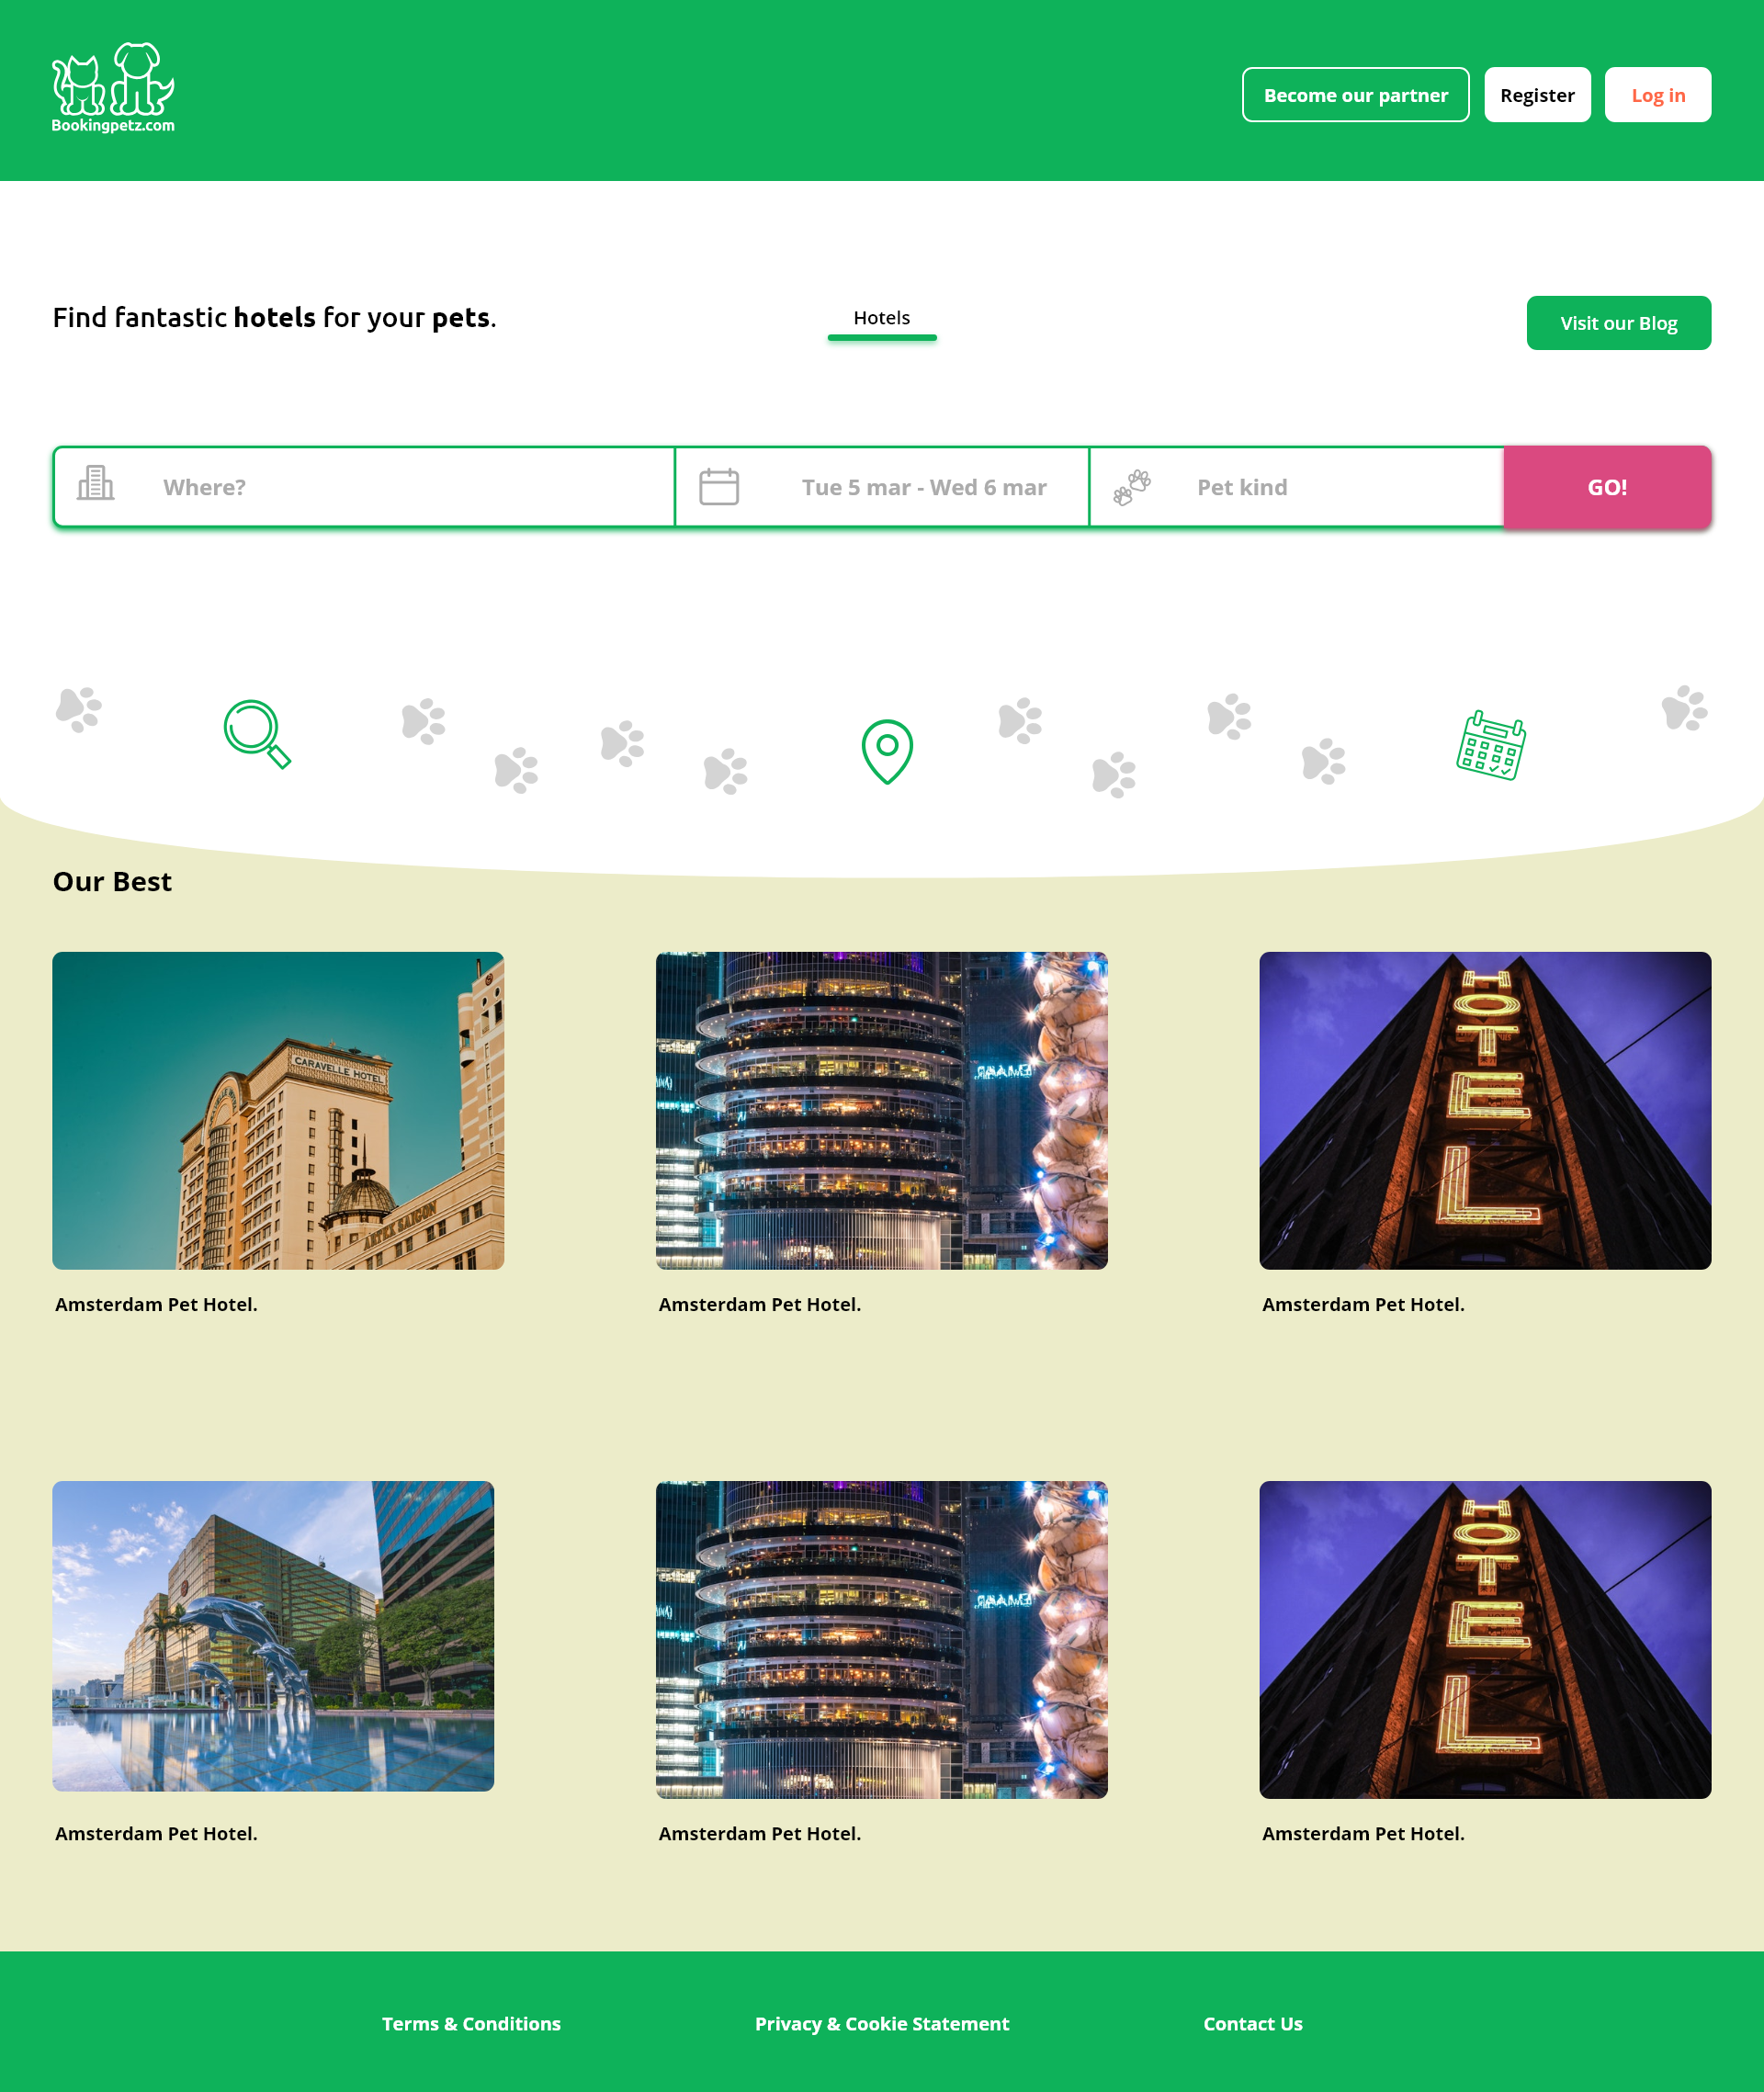 Bookingpetz.com
Become our partner
Register
Log in
Find fantastic hotels for your pets.
Hotels
Visit our Blog
Where?
Tue 5 mar - Wed 6 mar
Pet kind
GO!
Our Best
CARAVELLE HOTEL
HOTEL
HOTEL
Amsterdam Pet Hotel.
Amsterdam Pet Hotel.
Amsterdam Pet Hotel.
Amsterdam Pet Hotel.
Amsterdam Pet Hotel.
Amsterdam Pet Hotel.
Terms & Conditions
Privacy & Cookie Statement
Contact Us